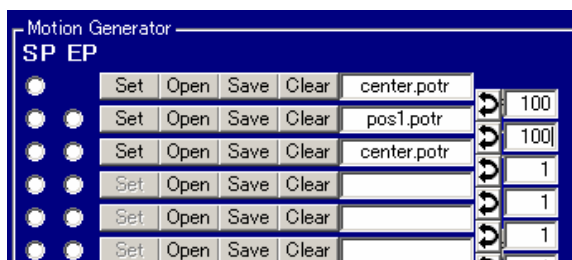 Motion Generator
SP EP
Set Open Save Clear center.potr
100
Set Open Save Clear pos1.potr
100
Set Open Save Clear center.potr
1
Set Open Save Clear
1
Set Open Save Clear
1
Set Open Save Clear